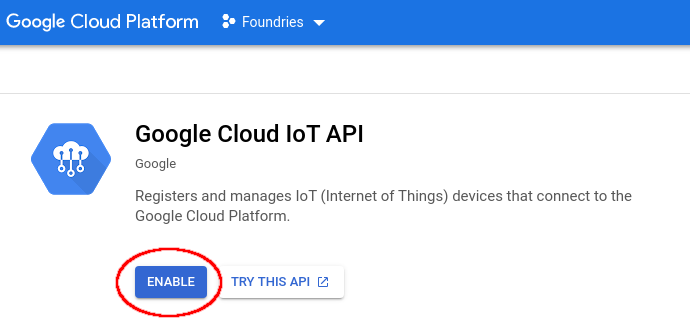 Google Cloud Platform Foundries
Google Cloud IoT API
Google
Registers and manages IoT (Internet of Things) devices that connect to the
Google Cloud Platform.
ENABLE TRY THIS API